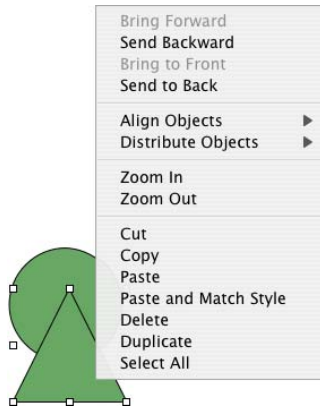 Bring Forward
Send Backward
Bring to Front
Send to Back
Align Objects
Distribute Objects
Zoom In
Zoom Out
Cut
Copy
Paste
Paste and Match Style
Delete
Duplicate
Select All